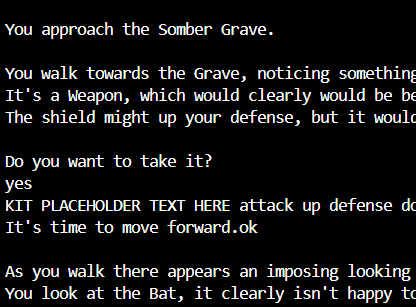 You approach the Somber Grave.
You walk towards the Grave, noticing something
It's a Weapon, which would clearly would be be
The shield might up your defense, but it would
Do you want to take it?
yes
KIT PLACEHOLDER TEXT HERE attack up defense do
It's time to move forward.ok
As you walk there appears an imposing looking
You look at the Bat, it clearly isn't happy to